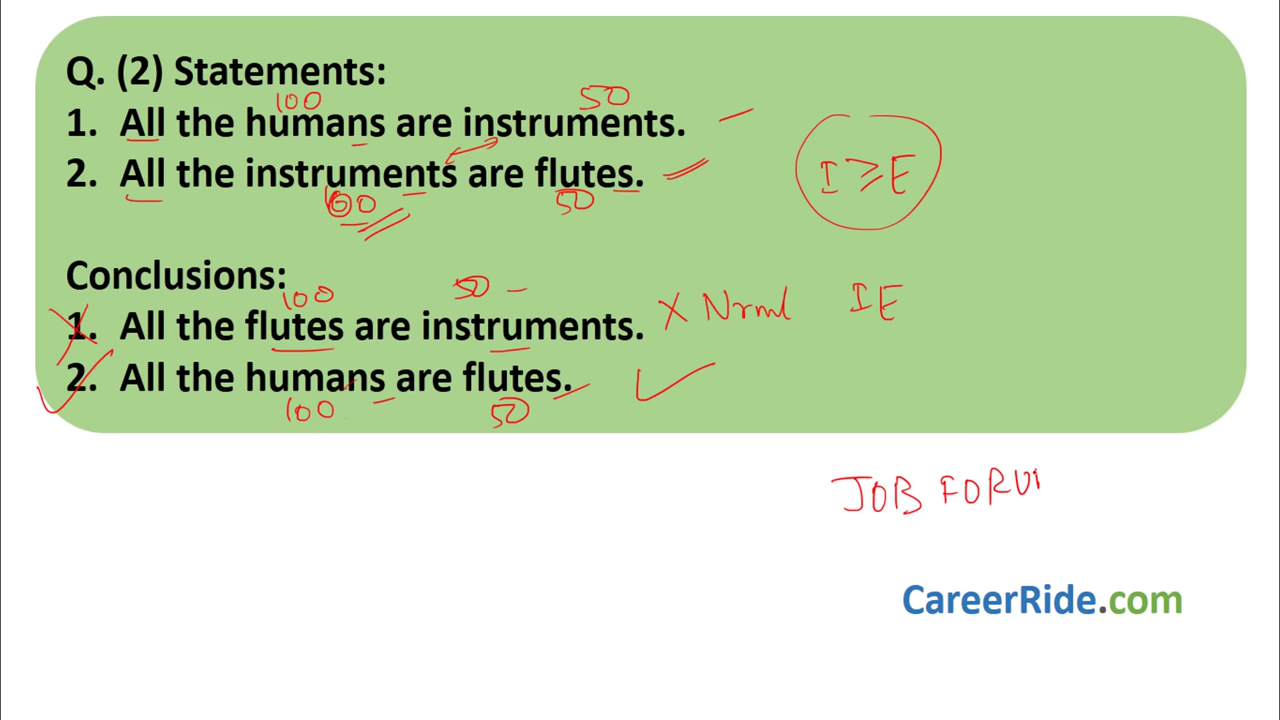 Q. (2) Statements:
100 50
1. All the humans are instruments.
2. All the instruments are flutes.
100 50
I ⩾ E
Conclusions:
100 50
1. All the flutes are instruments. X IE
2. All the humans are flutes.
100 50
JOB FORU
CareerRide.com